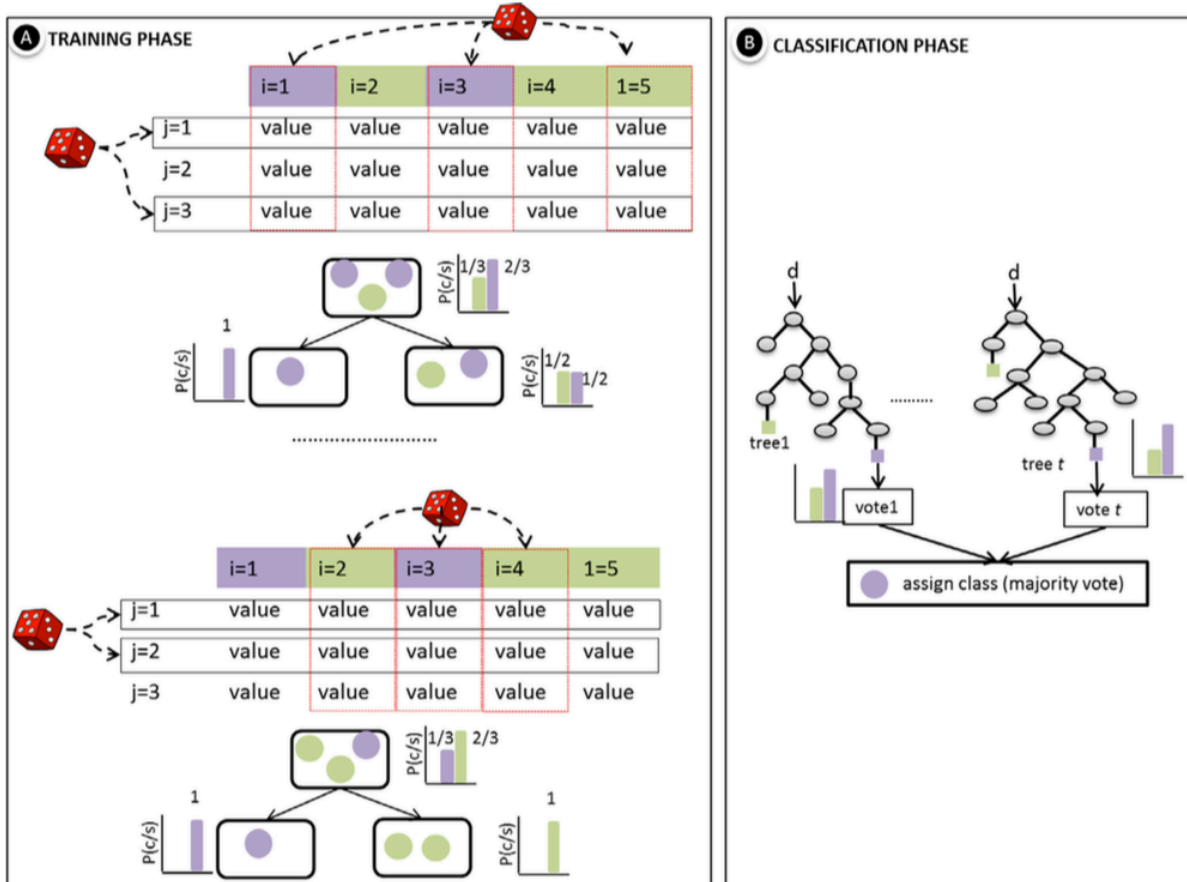 A TRAINING PHASE
i=1 i=2 i=3 i=4 1=5
j=1 value value value value value
j=2 value value value value value
j=3 value value value value value
P(c/s) 1/3 2/3
P(c/s) 1
P(c/s) 1/2 1/2
i=1 i=2 i=3 i=4 1=5
j=1 value value value value value
j=2 value value value value value
j=3 value value value value value
P(c/s) 1/3 2/3
P(c/s) 1
P(c/s) 1
B CLASSIFICATION PHASE
d d
tree1
tree t
vote1 vote t
assign class (majority vote)